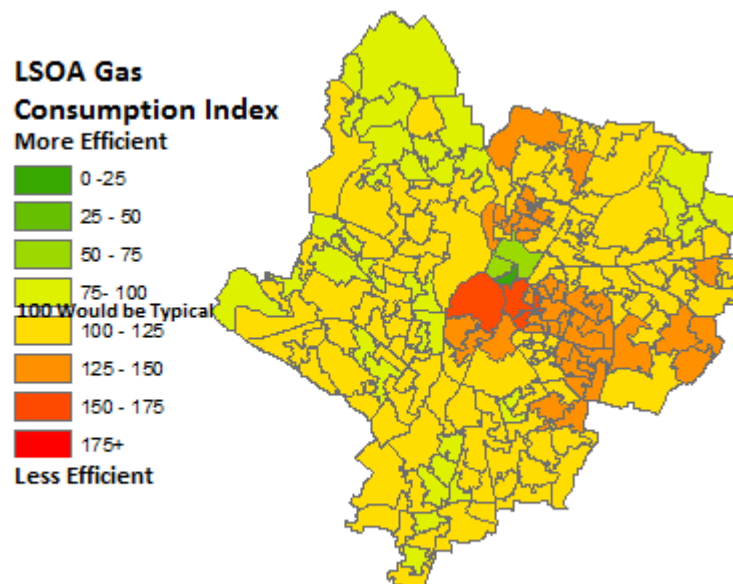 LSOA Gas
Consumption Index
More Efficient
0 -25
25 - 50
50 - 75
75- 100
100 Would be Typical
100 - 125
125 - 150
150 - 175
175+
Less Efficient